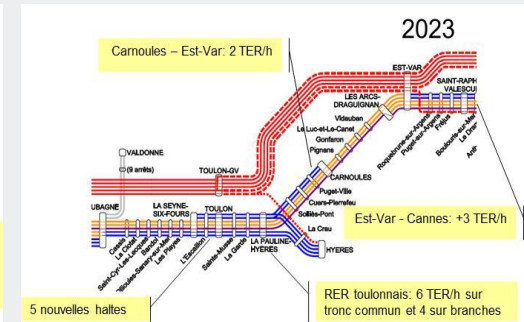 2023
Carnoules – Est-Var: 2 TER/h
EST-VAR
SAINT-RAPH
VALESCU
LES ARCS-
DRAGUIGNAN
Vidauban
Le Luc-et-Le-Canet
Gonfaron
Pignans
Roquebrune-sur-Argens
Puget-sur-Argens
Fréjus
Boulouris-sur-Mer
Le Dra
Ant
VALDONNE
(9 arrêts)
TOULON-GV
CARNOULES
Puget-Ville
Cuers-Pierrefeu
Solliès-Pont
La Crau
Est-Var - Cannes: +3 TER/h
UBAGNE
LA SEYNE-
SIX-FOURS
TOULON
Cassis
La Ciotat
Saint-Cyr-Les-Lecques
Bandol
Ollioules-Sanary-sur-Mer
Les Playes
L'Escaillon
Sainte-Musse
La Garde
LA PAULINE-
HYERES
HYERES
5 nouvelles haltes
RER toulonnais: 6 TER/h sur
tronc commun et 4 sur branches